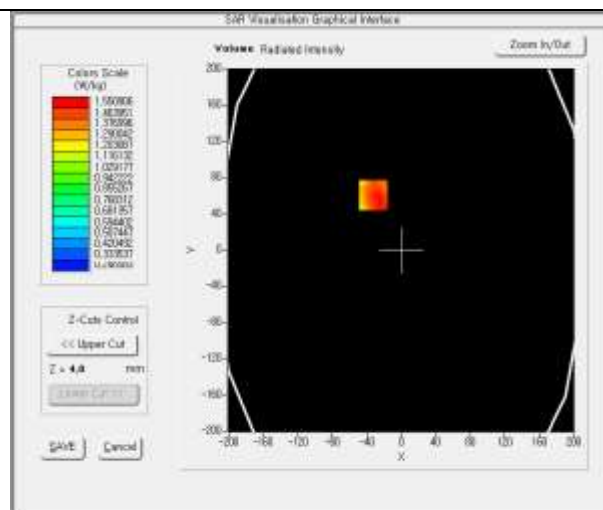 SAR Visualisation Graphical Interface
Volume Radiated Intensity
Zoom In/Out
Colors Scale
(W/kg)
1.550906
1.463951
1.376996
1.290042
1.203087
1.116132
1.029177
0.942222
0.855267
0.768312
0.681357
0.594402
0.507447
0.420492
0.333537
200-
160-
120-
80-
40-
0-
-40-
-80-
-120-
-160-
-200-
Y
-200 -160 -120 -80 -40 0 40 80 120 160 200
X
Z-Cuts Control
<< Upper Cut
Z = 4,0 mm
Lower Cut >>
SAVE
Cancel